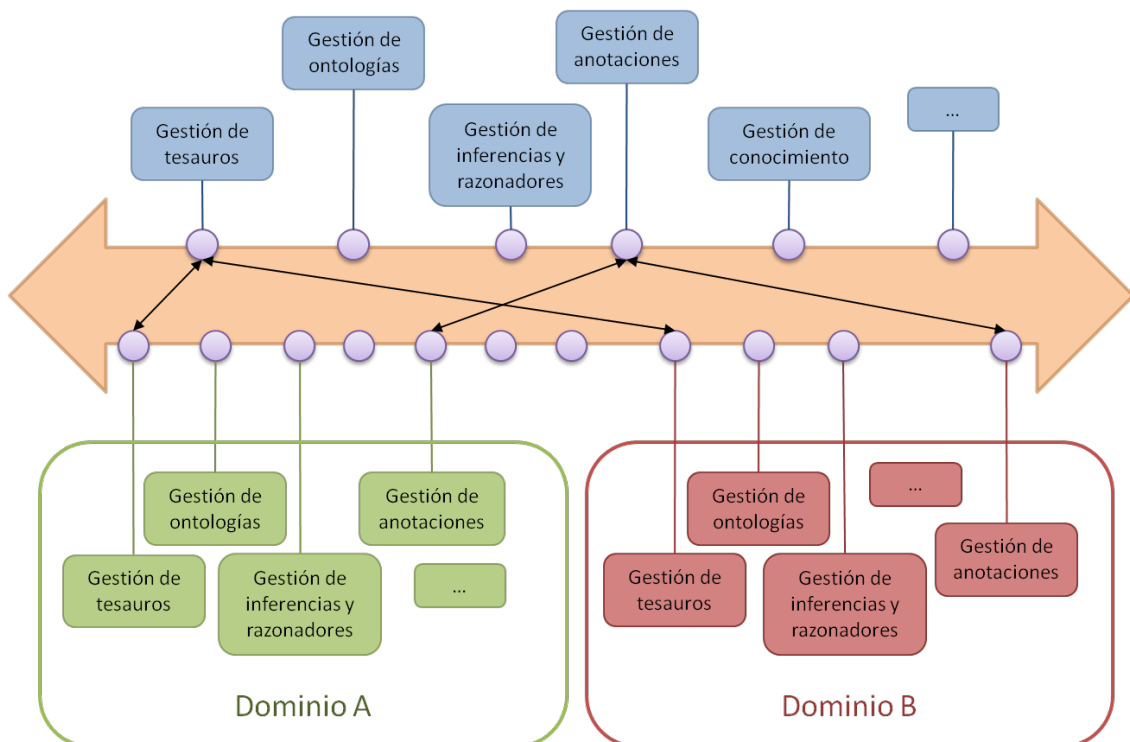 Gestión de
ontologías
Gestión de
anotaciones
Gestión de
tesauros
Gestión de
inferencias y
razonadores
Gestión de
conocimiento
...
Gestión de
ontologías
Gestión de
anotaciones
Gestión de
tesauros
Gestión de
inferencias y
razonadores
...
Dominio A
Gestión de
ontologías
...
Gestión de
anotaciones
Gestión de
tesauros
Gestión de
inferencias y
razonadores
Dominio B